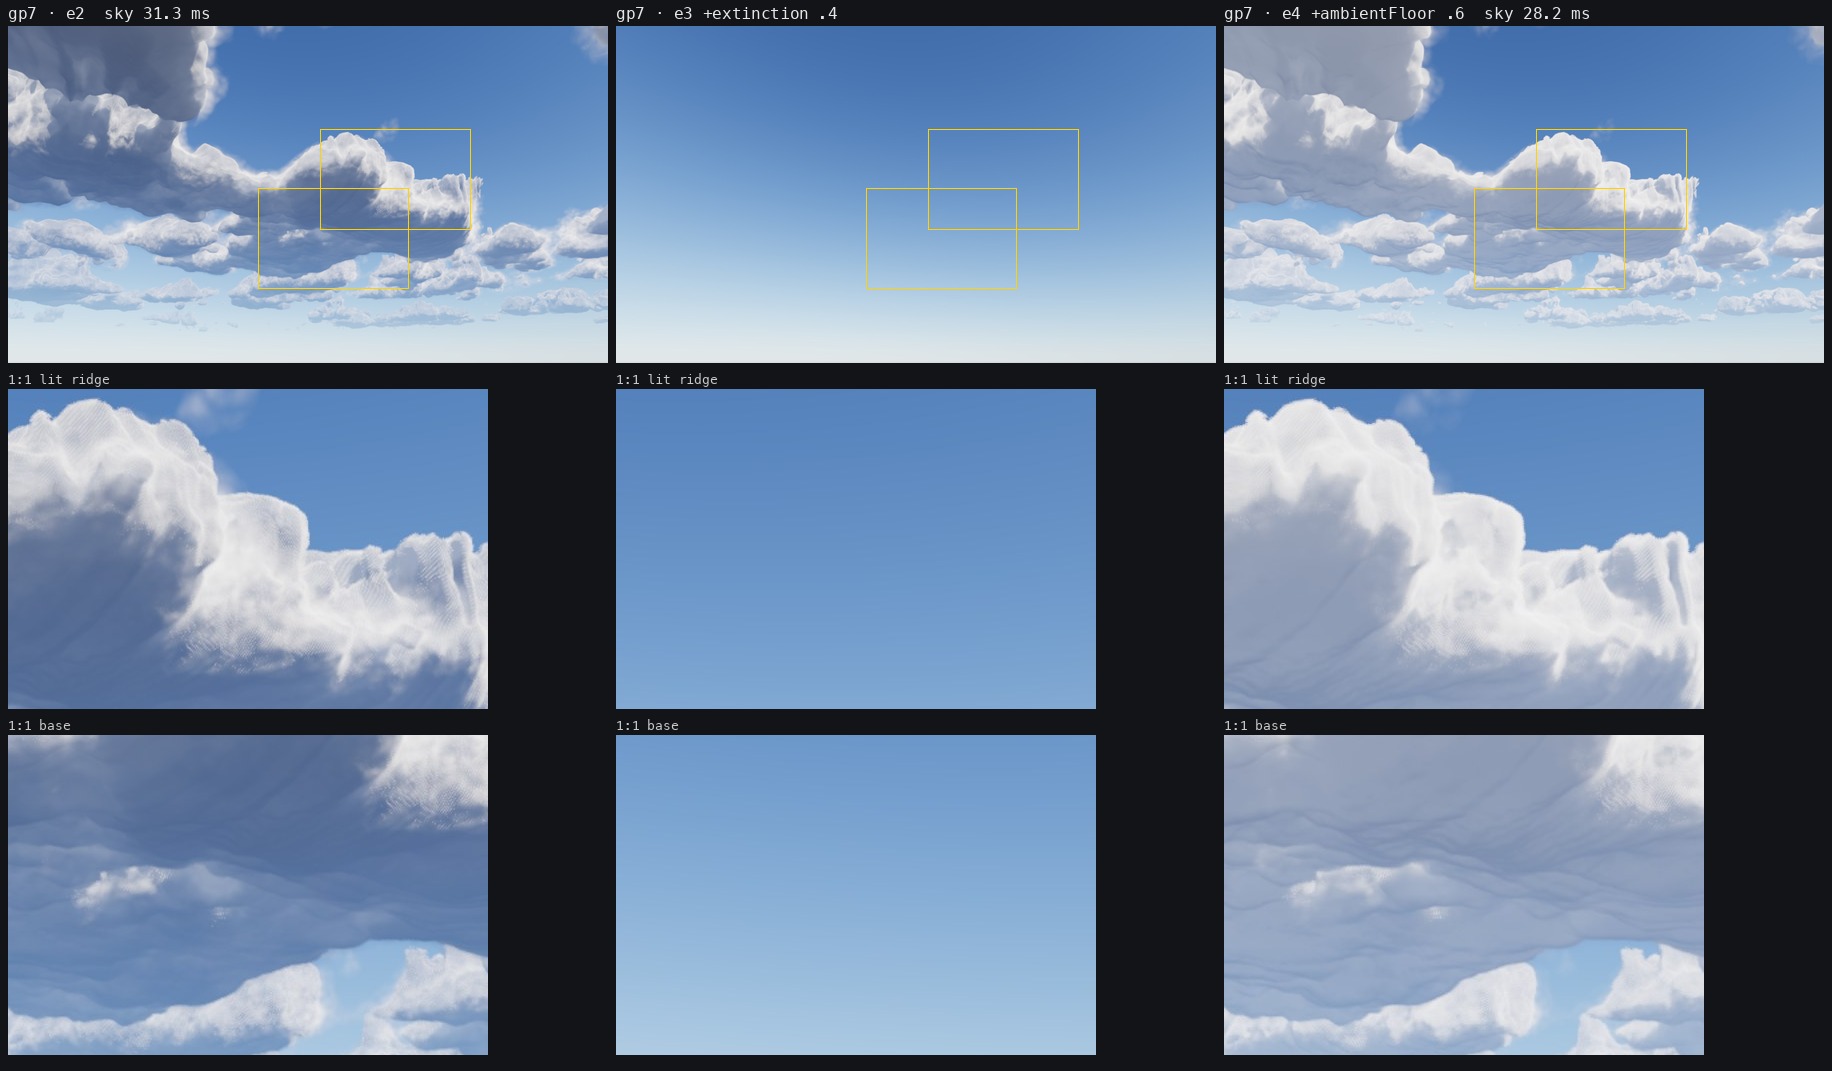 gp7 · e2  sky 31.3 ms
gp7 · e3 +extinction .4
gp7 · e4 +ambientFloor .6  sky 28.2 ms
1:1 lit ridge
1:1 lit ridge
1:1 lit ridge
1:1 base
1:1 base
1:1 base